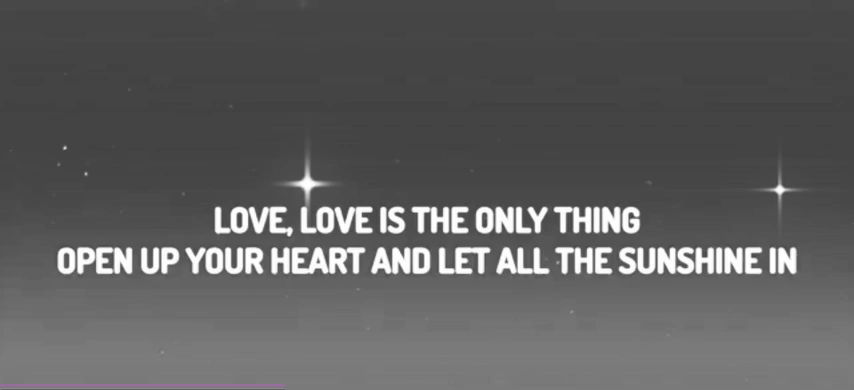 LOVE, LOVE IS THE ONLY THING
OPEN UP YOUR HEART AND LET ALL THE SUNSHINE IN